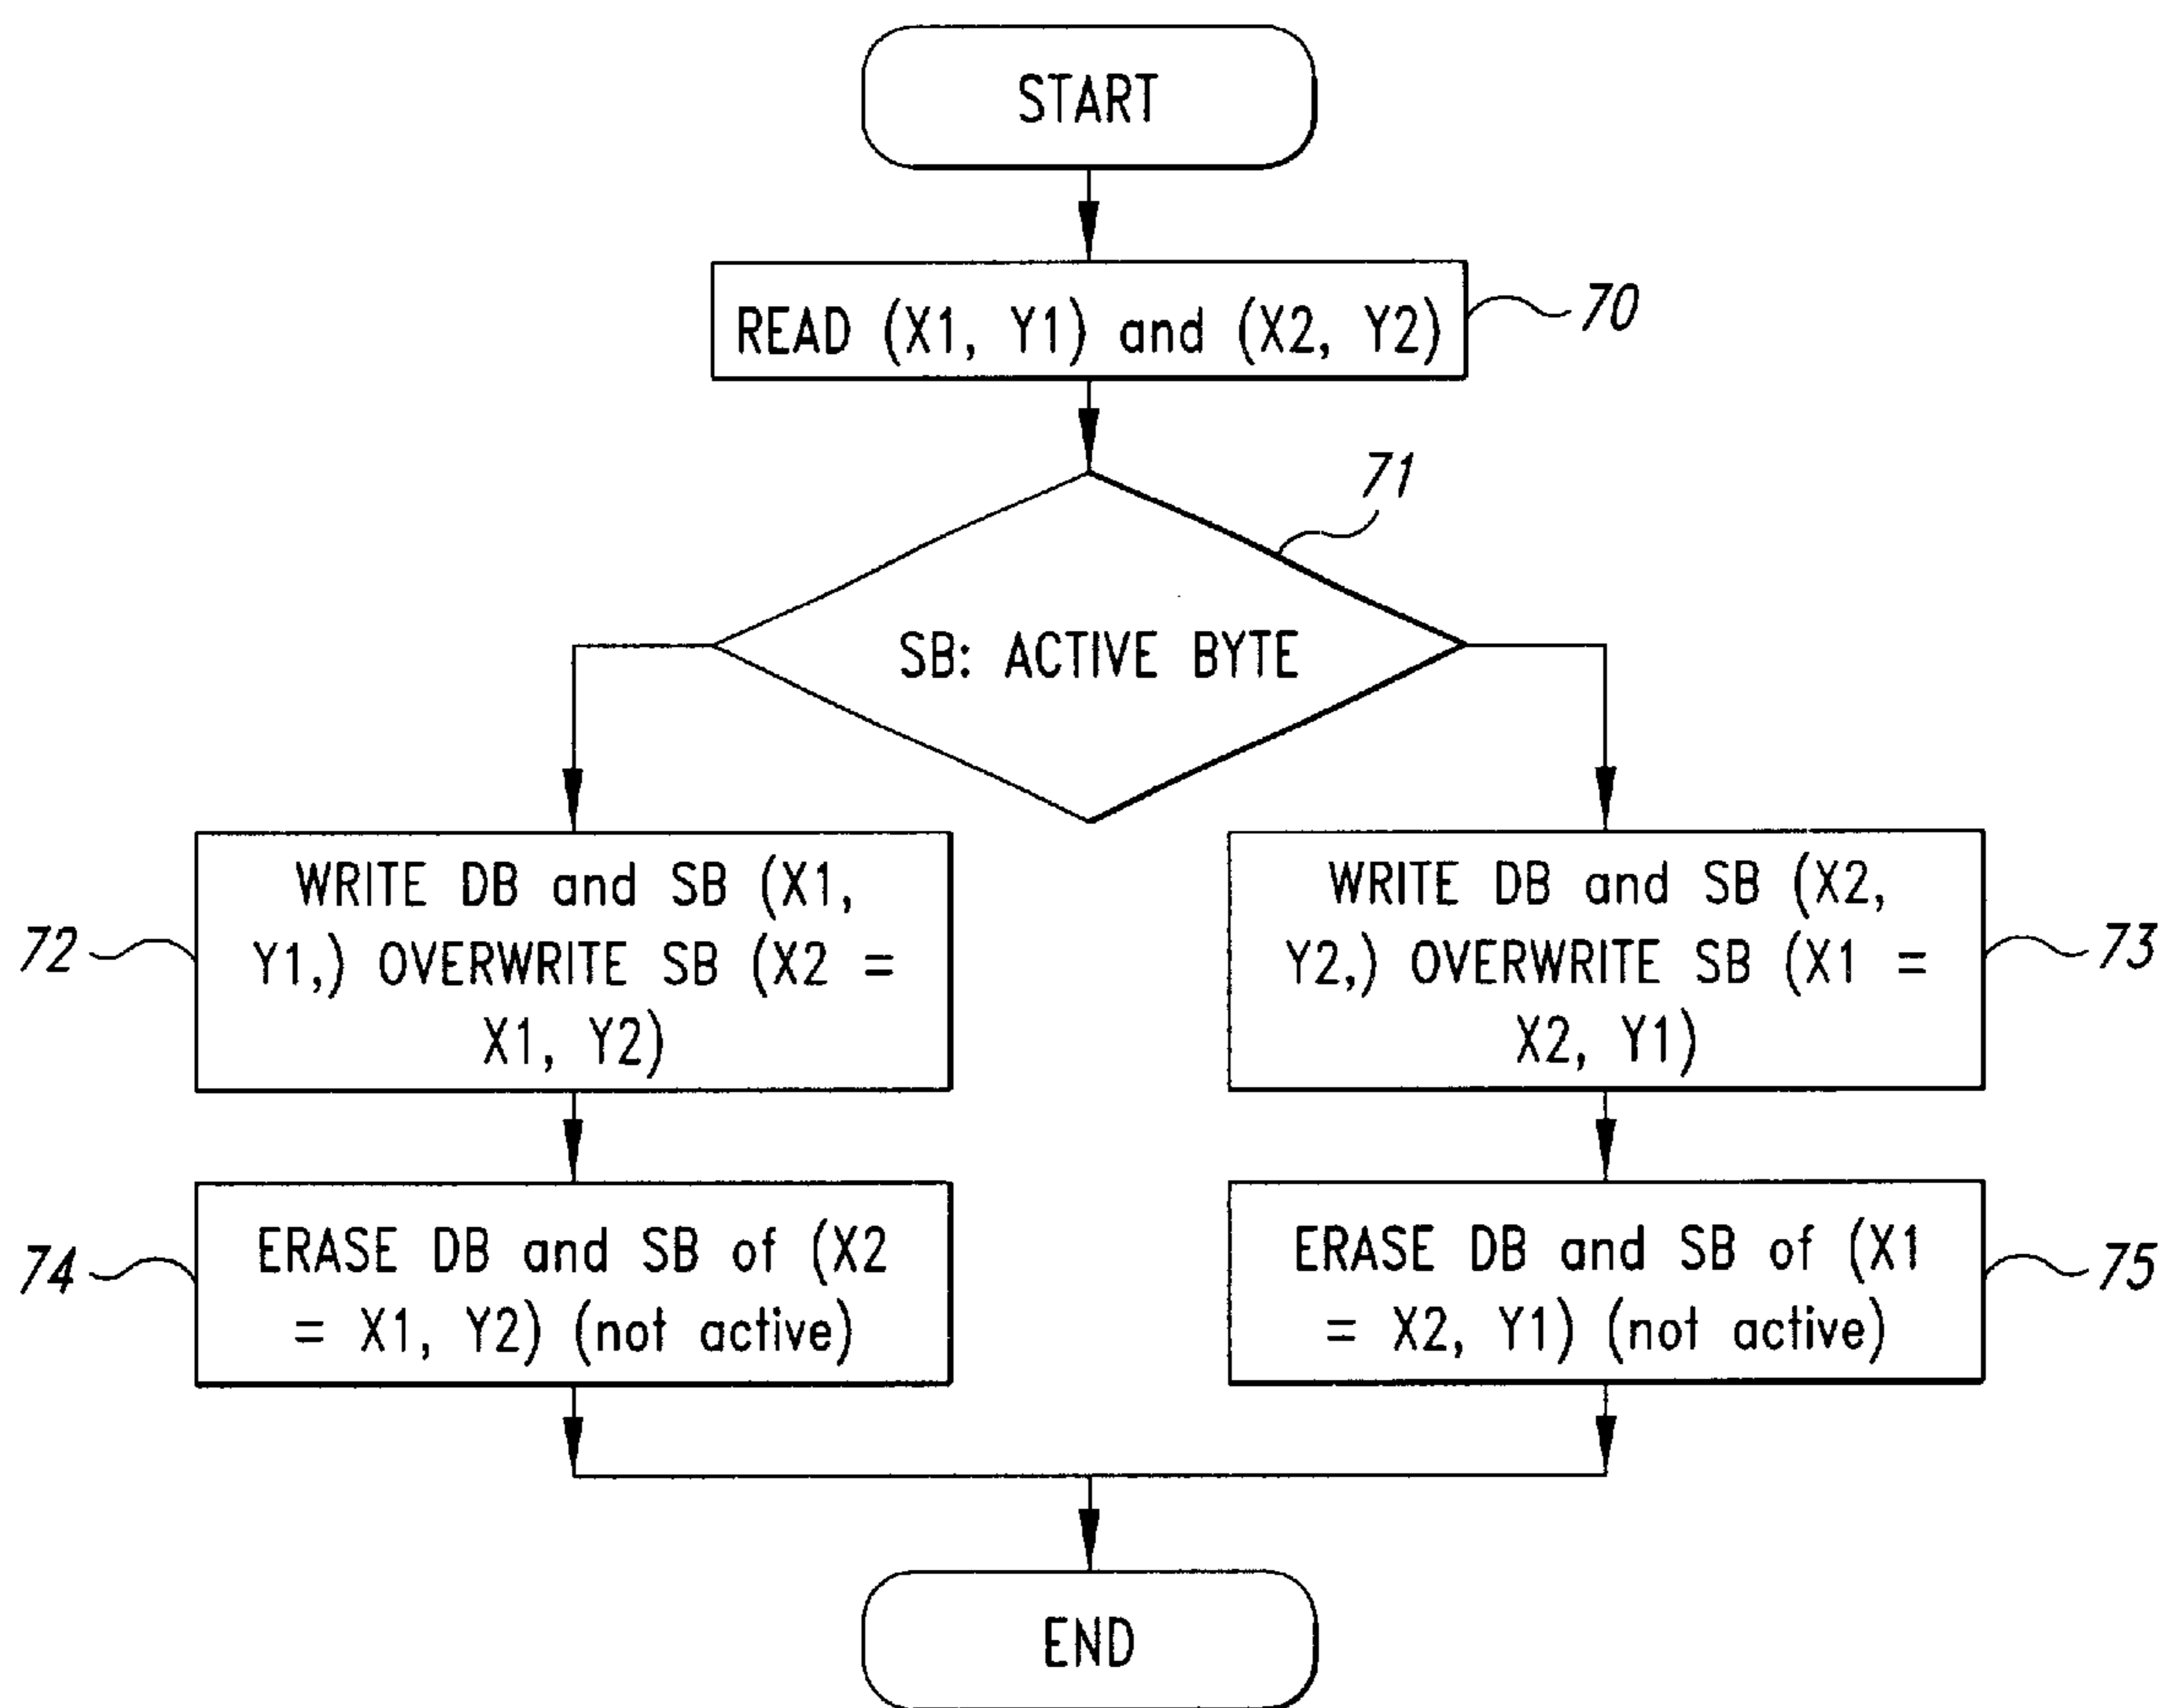 START
READ (X1, Y1) and (X2, Y2)
70
71
SB: ACTIVE BYTE
WRITE DB and SB (X1,
Y1,) OVERWRITE SB (X2 =
X1, Y2)
72
WRITE DB and SB (X2,
Y2,) OVERWRITE SB (X1 =
X2, Y1)
73
ERASE DB and SB of (X2
= X1, Y2) (not active)
74
ERASE DB and SB of (X1
= X2, Y1) (not active)
75
END